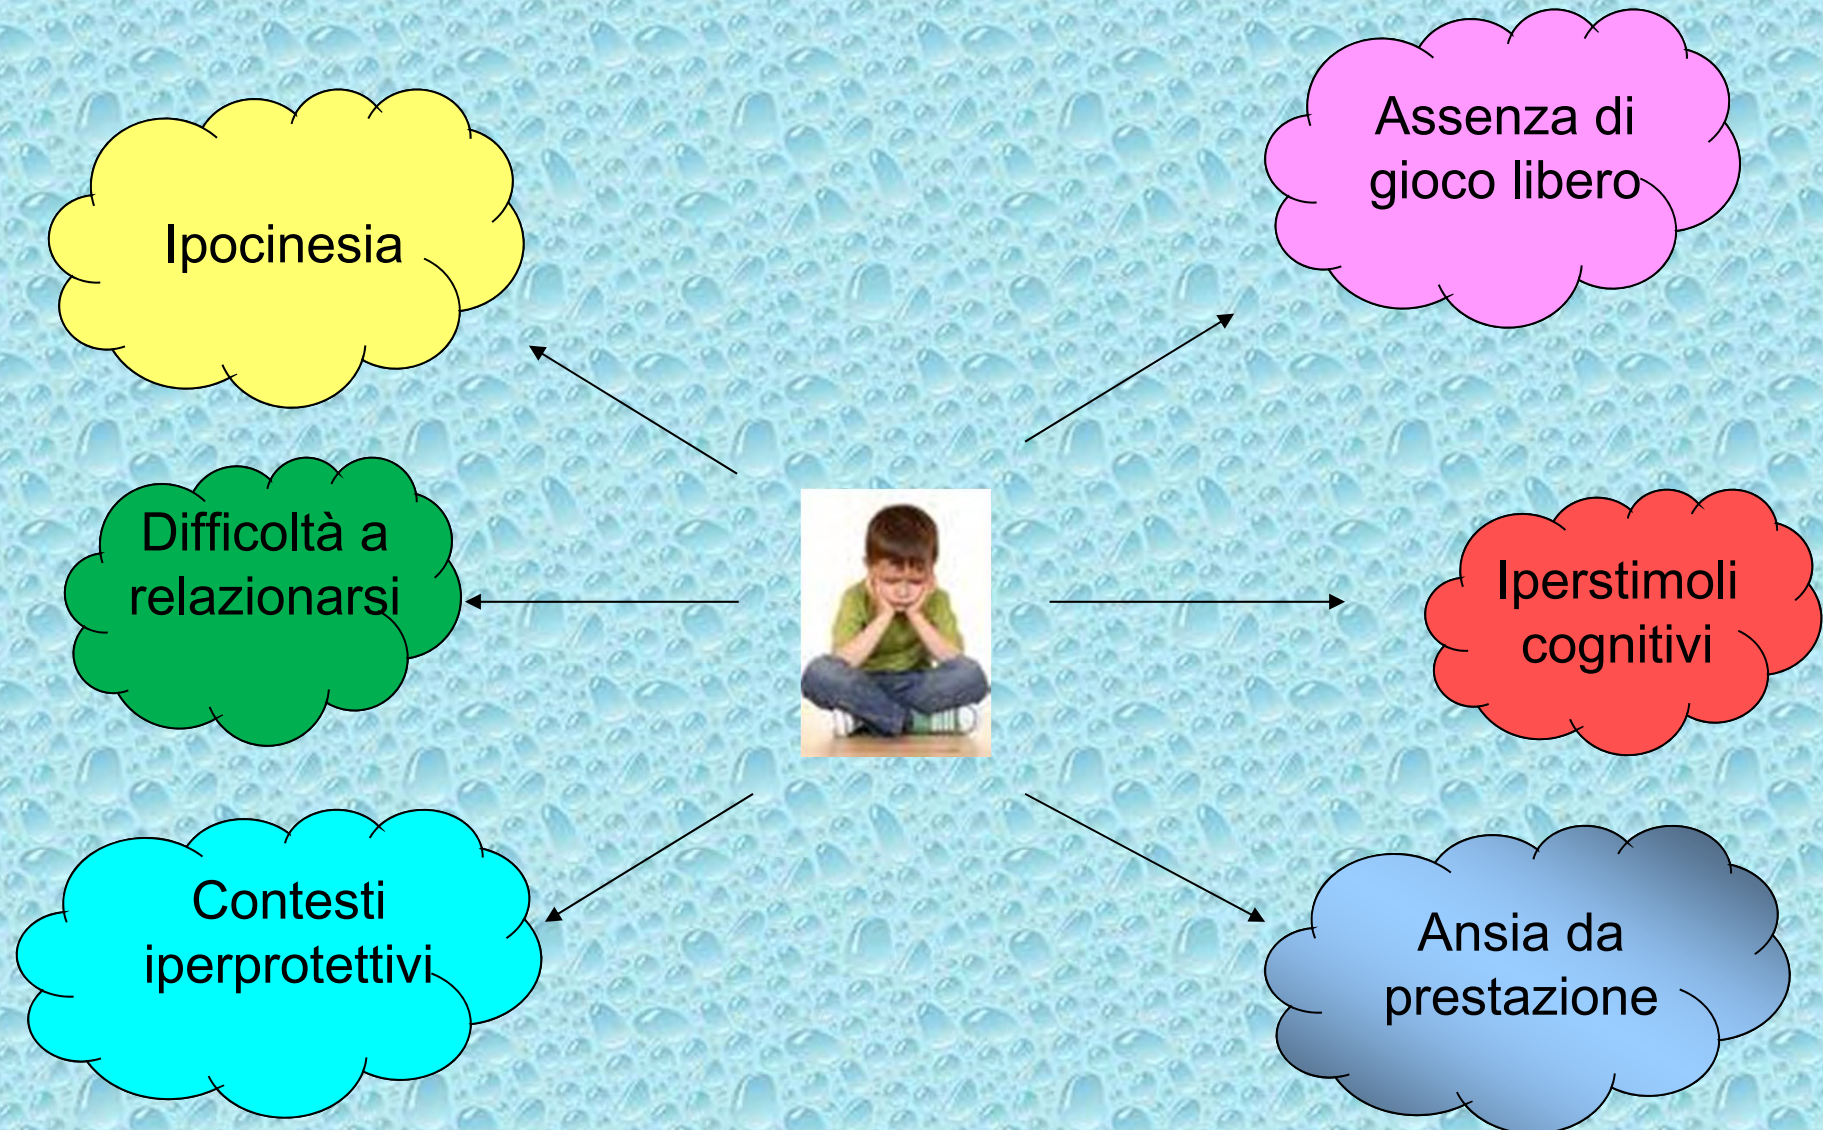 Ipocinesia
Assenza di
gioco libero
Difficoltà a
relazionarsi
Iperstimoli
cognitivi
Contesti
iperprotettivi
Ansia da
prestazione